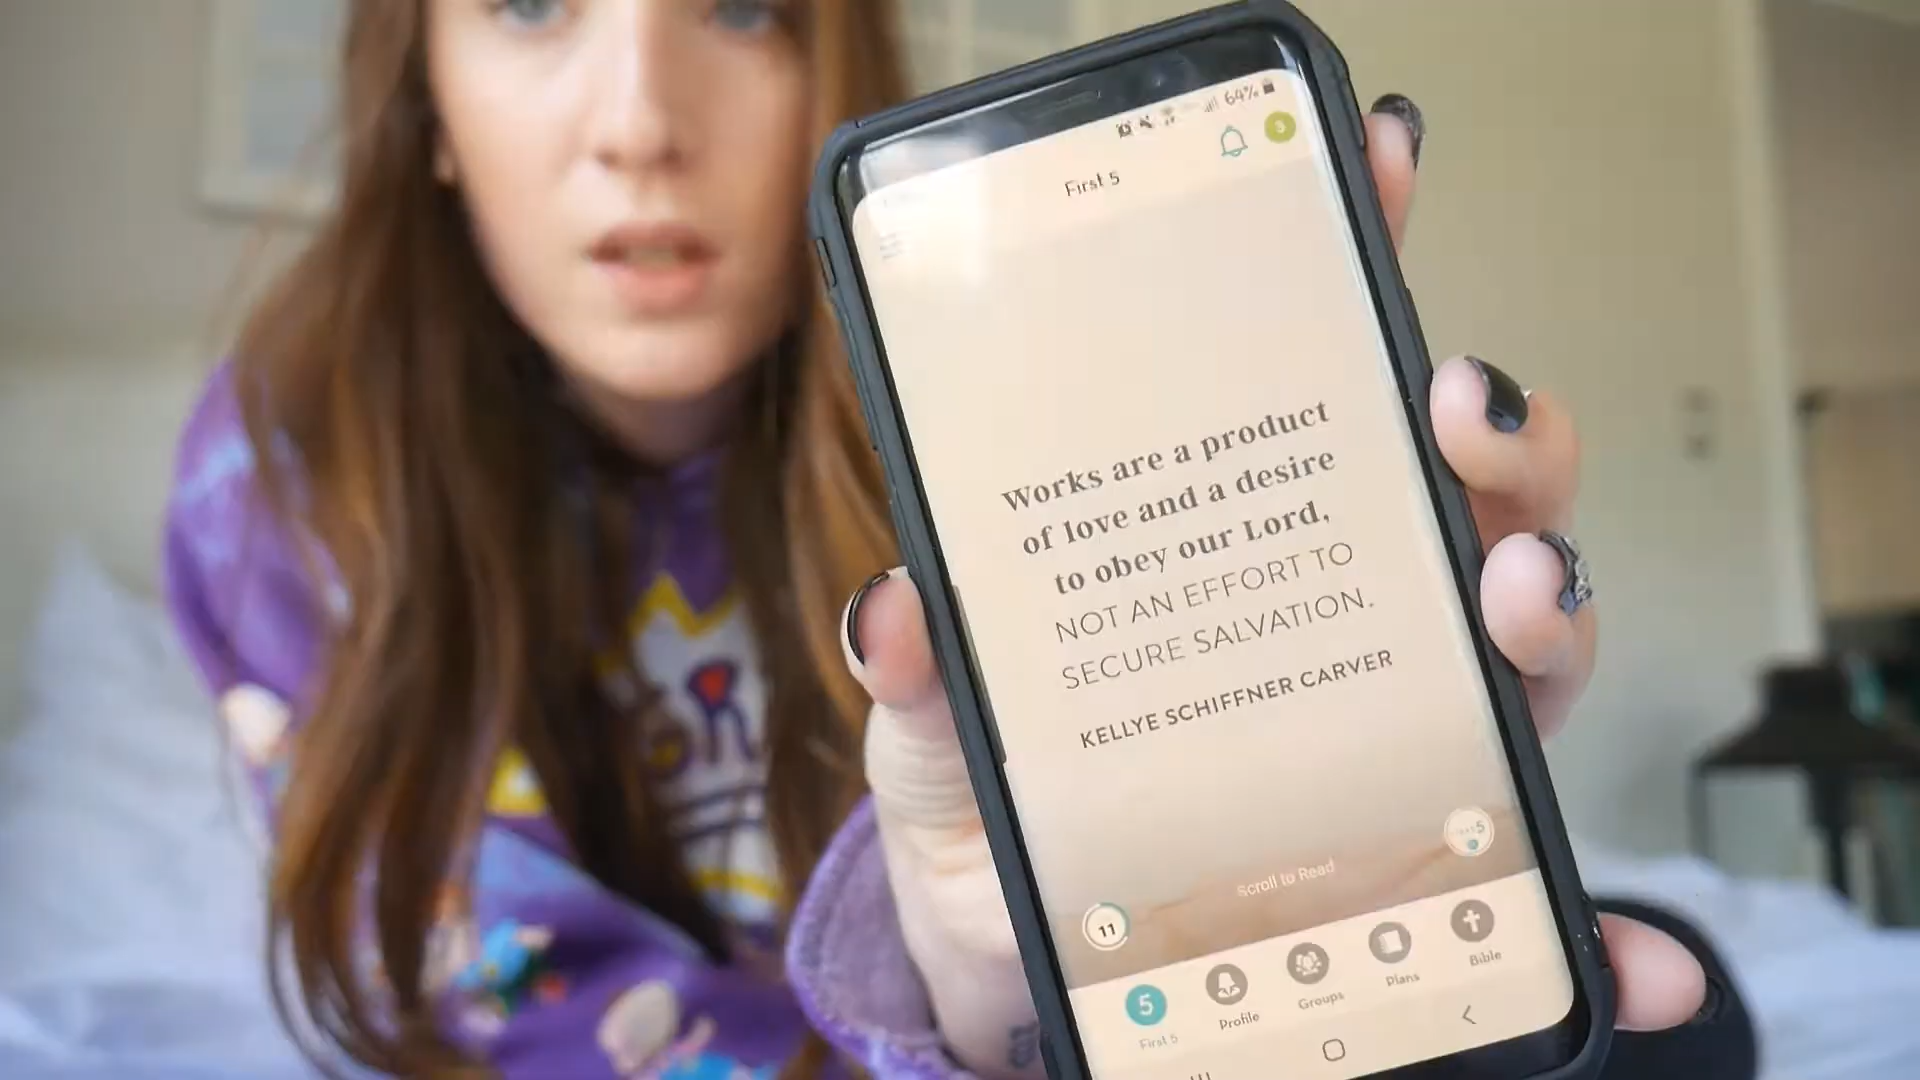 64%
3
First 5
Works are a product
of love and a desire
to obey our Lord,
NOT AN EFFORT TO
SECURE SALVATION.
KELLYE SCHIFFNER CARVER
Scroll to Read
11
5
First 5
Profile
Groups
Plans
Bible